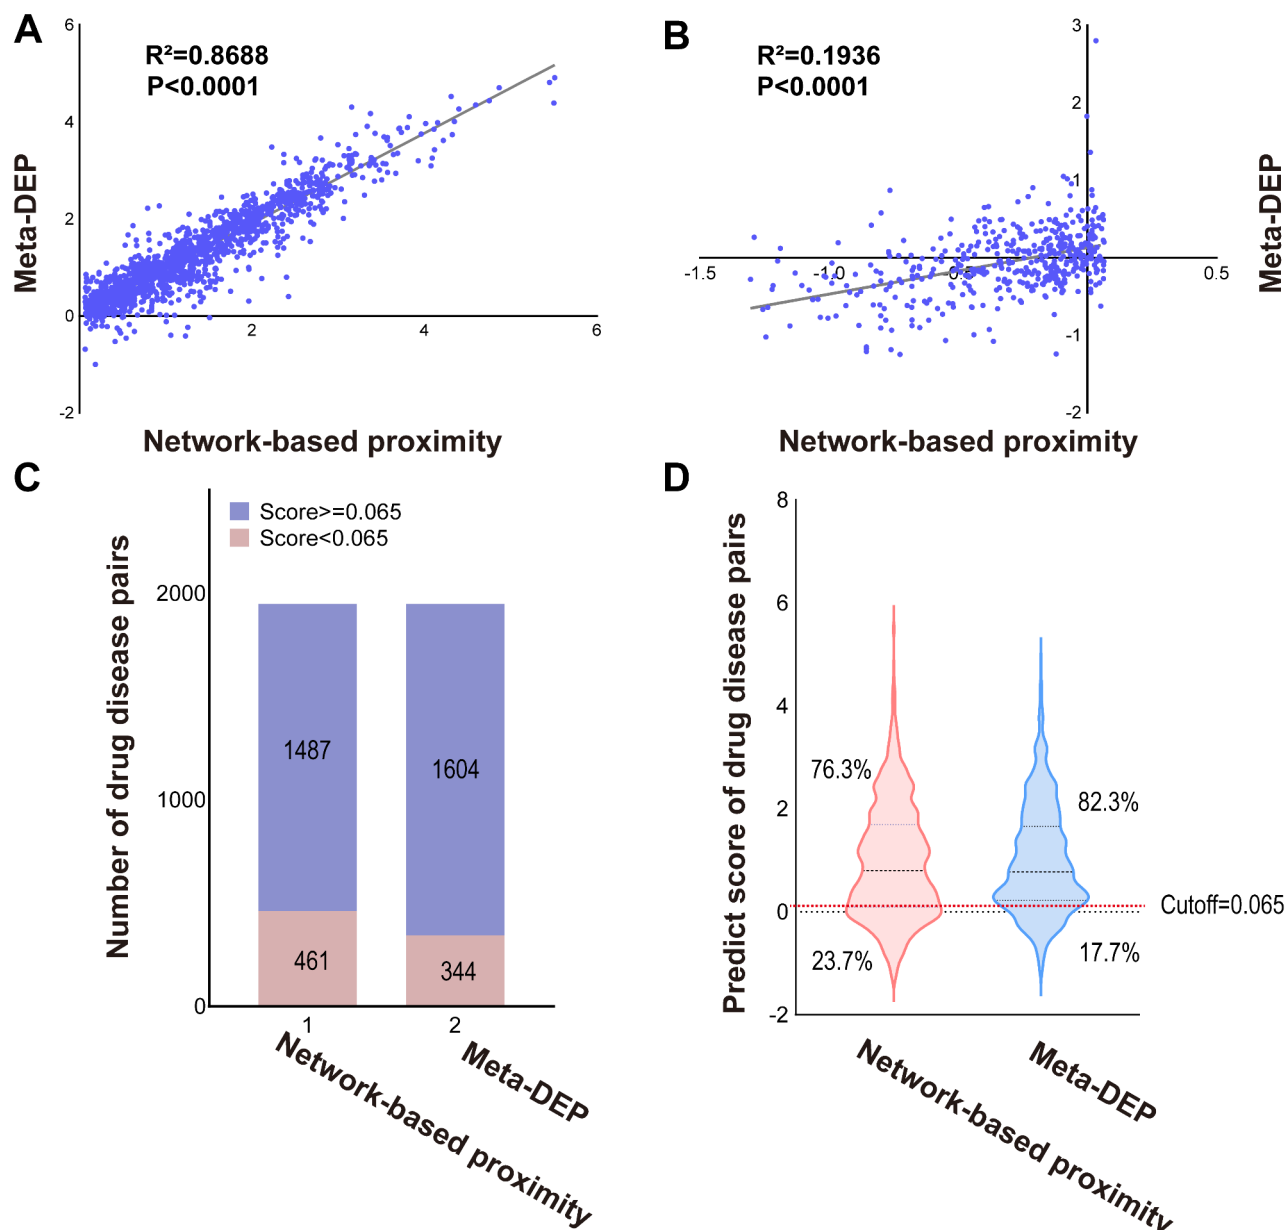 A
R²=0.8688
P<0.0001
6
4
2
0
-2
2
4
6
Meta-DEP
Network-based proximity
B
R²=0.1936
P<0.0001
3
2
1
-1
-2
-1.5
-1.0
-0.5
0.5
Meta-DEP
Network-based proximity
C
Score>=0.065
Score<0.065
Number of drug disease pairs
2000
1000
0
1487
1604
461
344
1
2
Network-based proximity
Meta-DEP
D
Predict score of drug disease pairs
8
6
4
2
0
-2
76.3%
82.3%
Cutoff=0.065
23.7%
17.7%
Network-based proximity
Meta-DEP